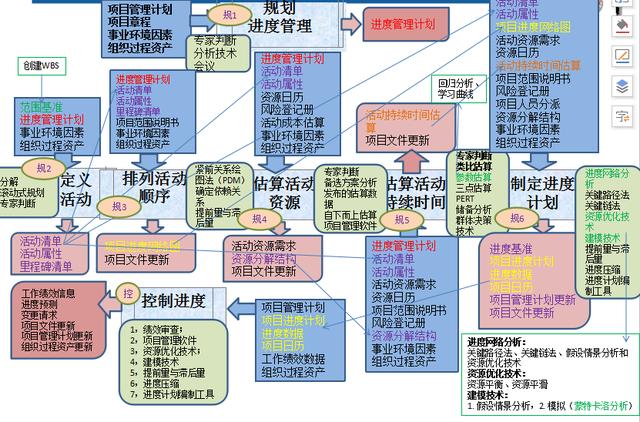 项目管理计划
项目章程
事业环境因素
组织过程资产
规1
规划
进度管理
进度管理计划
专家判断
分析技术
会议
活动清单
活动属性
项目进度网络图
活动资源需求
资源日历
活动持续时间估算
项目范围说明书
风险登记册
项目人员分派
资源分解结构
事业环境因素
组织过程资产
创建WBS
范围基准
进度管理计划
事业环境因素
组织过程资产
进度管理计划
活动清单
活动属性
里程碑清单
项目范围说明书
事业环境因素
组织过程资产
进度管理计划
活动清单
活动属性
资源日历
风险登记册
活动成本估算
事业环境因素
组织过程资产
回归分析、
学习曲线
活动持续时间估
算
项目文件更新
规2
分解
滚动式规划
专家判断
定义
活动
规3
排列活动
顺序
紧前关系绘
图法（PDM）
确定依赖关
系
提前量与滞
后量
规4
估算活动
资源
专家判断
备选方案分析
发布的估算数
据
自下而上估算
项目管理软件
规5
估算活动
持续时间
专家判断
类比估算
参数估算
三点估算
PERT
储备分析
群体决策
技术
规6
制定进度
计划
进度网络分
析
关键路径法
关键链法
资源优化技
术
建模技术
提前量与滞
后量
进度压缩
进度计划编
制工具
活动清单
活动属性
里程碑清单
项目进度网络图
项目文件更新
活动资源需求
资源分解结构
项目文件更新
进度管理计划
活动清单
活动属性
活动资源需求
资源日历
项目范围说明书
风险登记册
资源分解结构
事业环境因素
组织过程资产
进度基准
项目进度计划
进度数据
项目日历
项目管理计划更新
项目文件更新
工作绩效信息
进度预测
变更请求
项目文件更新
项目管理计划更新
组织过程资产更新
控
控制进度
1，绩效审查；
2，项目管理软件
3，资源优化技术；
4，建模技术
5，提前量与滞后量
6，进度压缩
7，进度计划编制工具
项目管理计划
项目进度计划
进度数据
项目日历
工作绩效数据
组织过程资产
进度网络分析：
关键路径法、关键链法、假设情景分析和
资源优化技术
资源优化技术：
资源平衡、资源平滑
建模技术：
1. 假设情景分析，2. 模拟（蒙特卡洛分析）